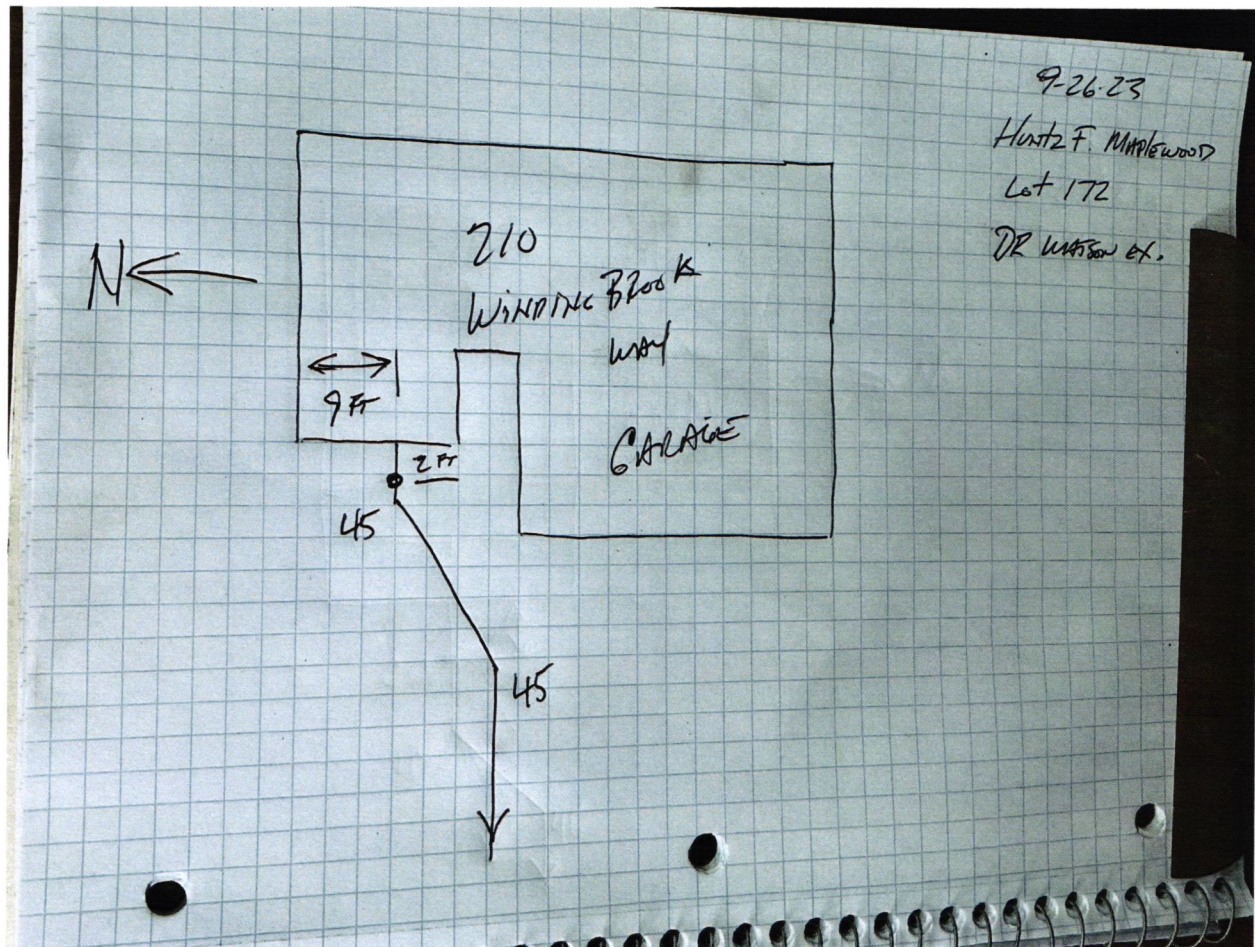 9-26-23
Huntz F. Maplewood
Lot 172
DR WATSON EX.
N
210
WINDING BROOK
WAY
9 FT
GARAGE
2 FT
45
45